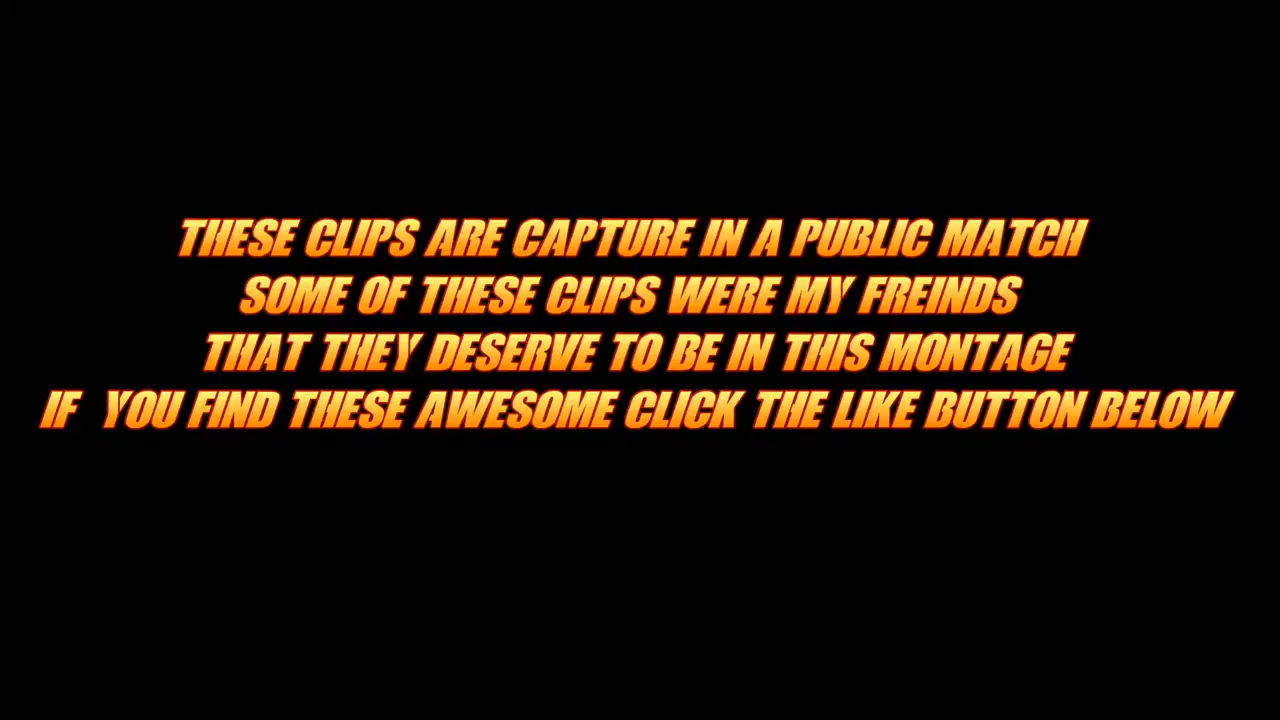 THESE CLIPS ARE CAPTURE IN A PUBLIC MATCH
SOME OF THESE CLIPS WERE MY FREINDS
THAT THEY DESERVE TO BE IN THIS MONTAGE
IF YOU FIND THESE AWESOME CLICK THE LIKE BUTTON BELOW